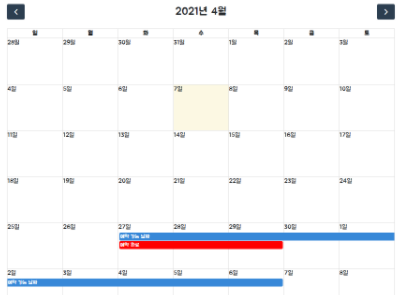 2021년 4월
일 월 화 수 목 금 토
28일 29일 30일 31일 1일 2일 3일
4일 5일 6일 7일 8일 9일 10일
11일 12일 13일 14일 15일 16일 17일
18일 19일 20일 21일 22일 23일 24일
25일 26일 27일 28일 29일 30일 1일
2일 3일 4일 5일 6일 7일 8일